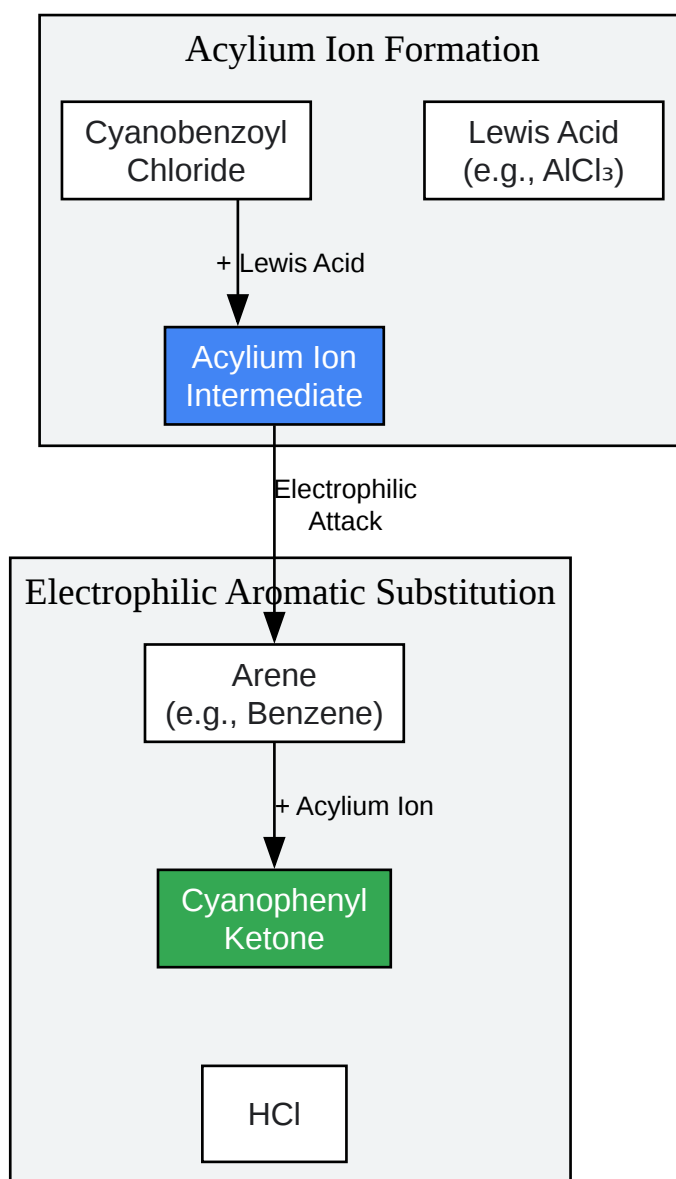 Acylium Ion Formation
Cyanobenzoyl
Chloride
Lewis Acid
(e.g., AlCl₃)
+ Lewis Acid
Acylium Ion
Intermediate
Electrophilic
Attack
Electrophilic Aromatic Substitution
Arene
(e.g., Benzene)
+ Acylium Ion
Cyanophenyl
Ketone
HCl